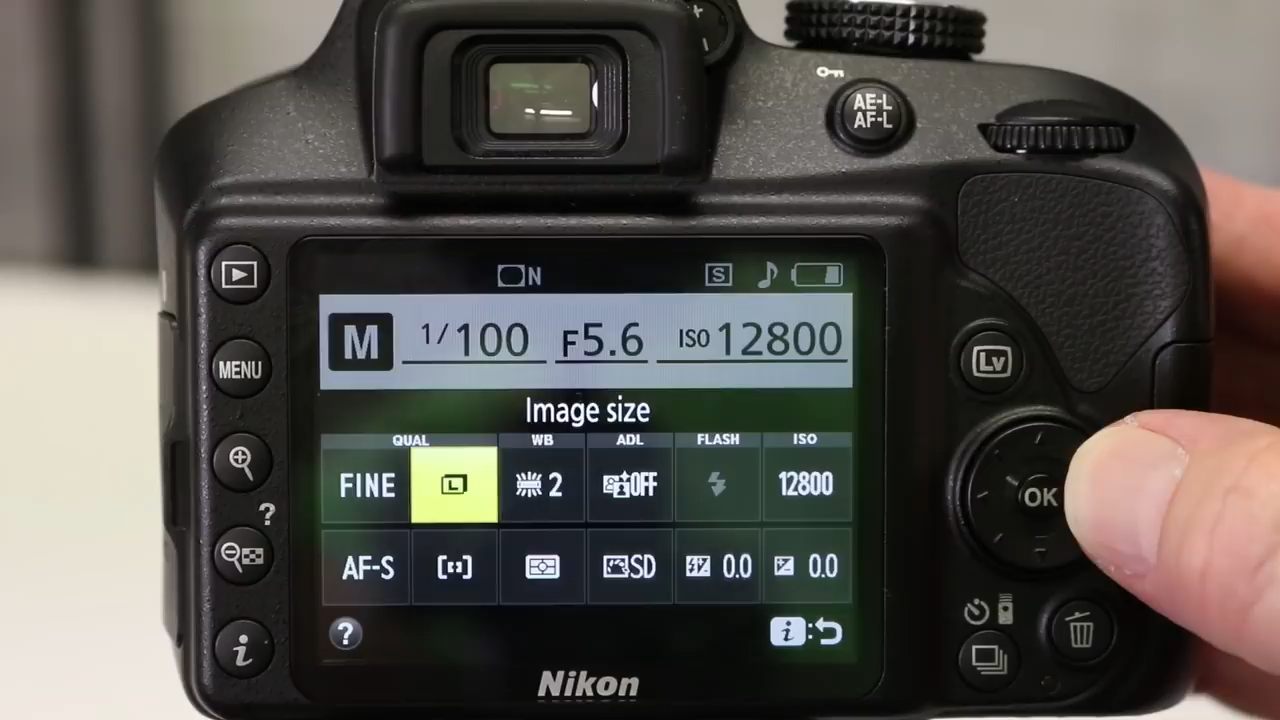 AE-L
AF-L
N S
M 1/100 F5.6 ISO 12800
MENU
Lv
Image size
QUAL WB ADL FLASH ISO
FINE L 2 OFF 12800
OK
?
AF-S [ ] SD 0.0 0.0
? i
i
Nikon